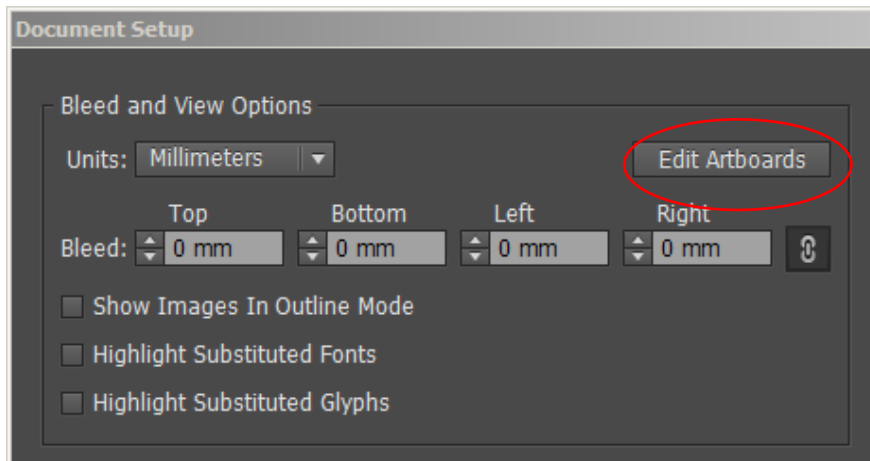 Document Setup
Bleed and View Options
Units: Millimeters Edit Artboards
Top Bottom Left Right
Bleed: 0 mm 0 mm 0 mm 0 mm
Show Images In Outline Mode
Highlight Substituted Fonts
Highlight Substituted Glyphs